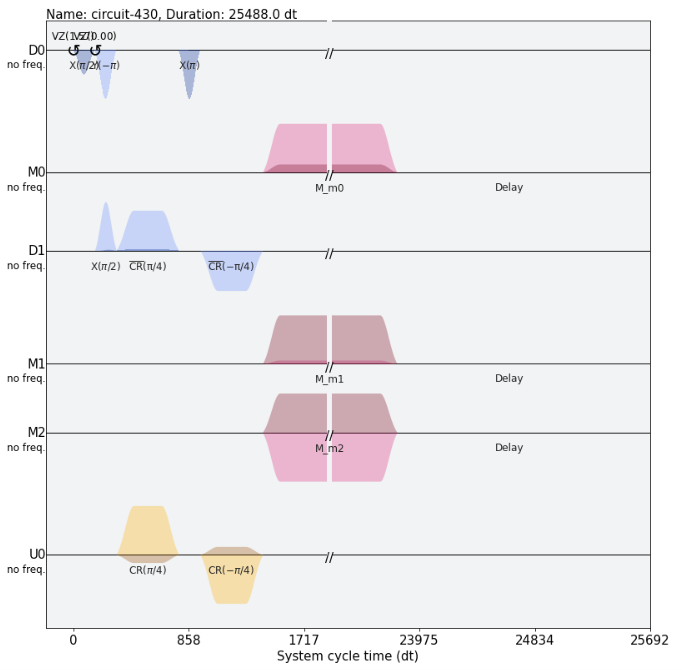 Name: circuit-430, Duration: 25488.0 dt
D0
no freq.
X(π/2)
X(π)
M0
no freq.
M_m0
Delay
D1
no freq.
X(π/2)
CR(π/4)
CR(−π/4)
M1
no freq.
M_m1
Delay
M2
no freq.
M_m2
Delay
U0
no freq.
CR(π/4)
CR(−π/4)
0
858
1717
23975
24834
25692
System cycle time (dt)